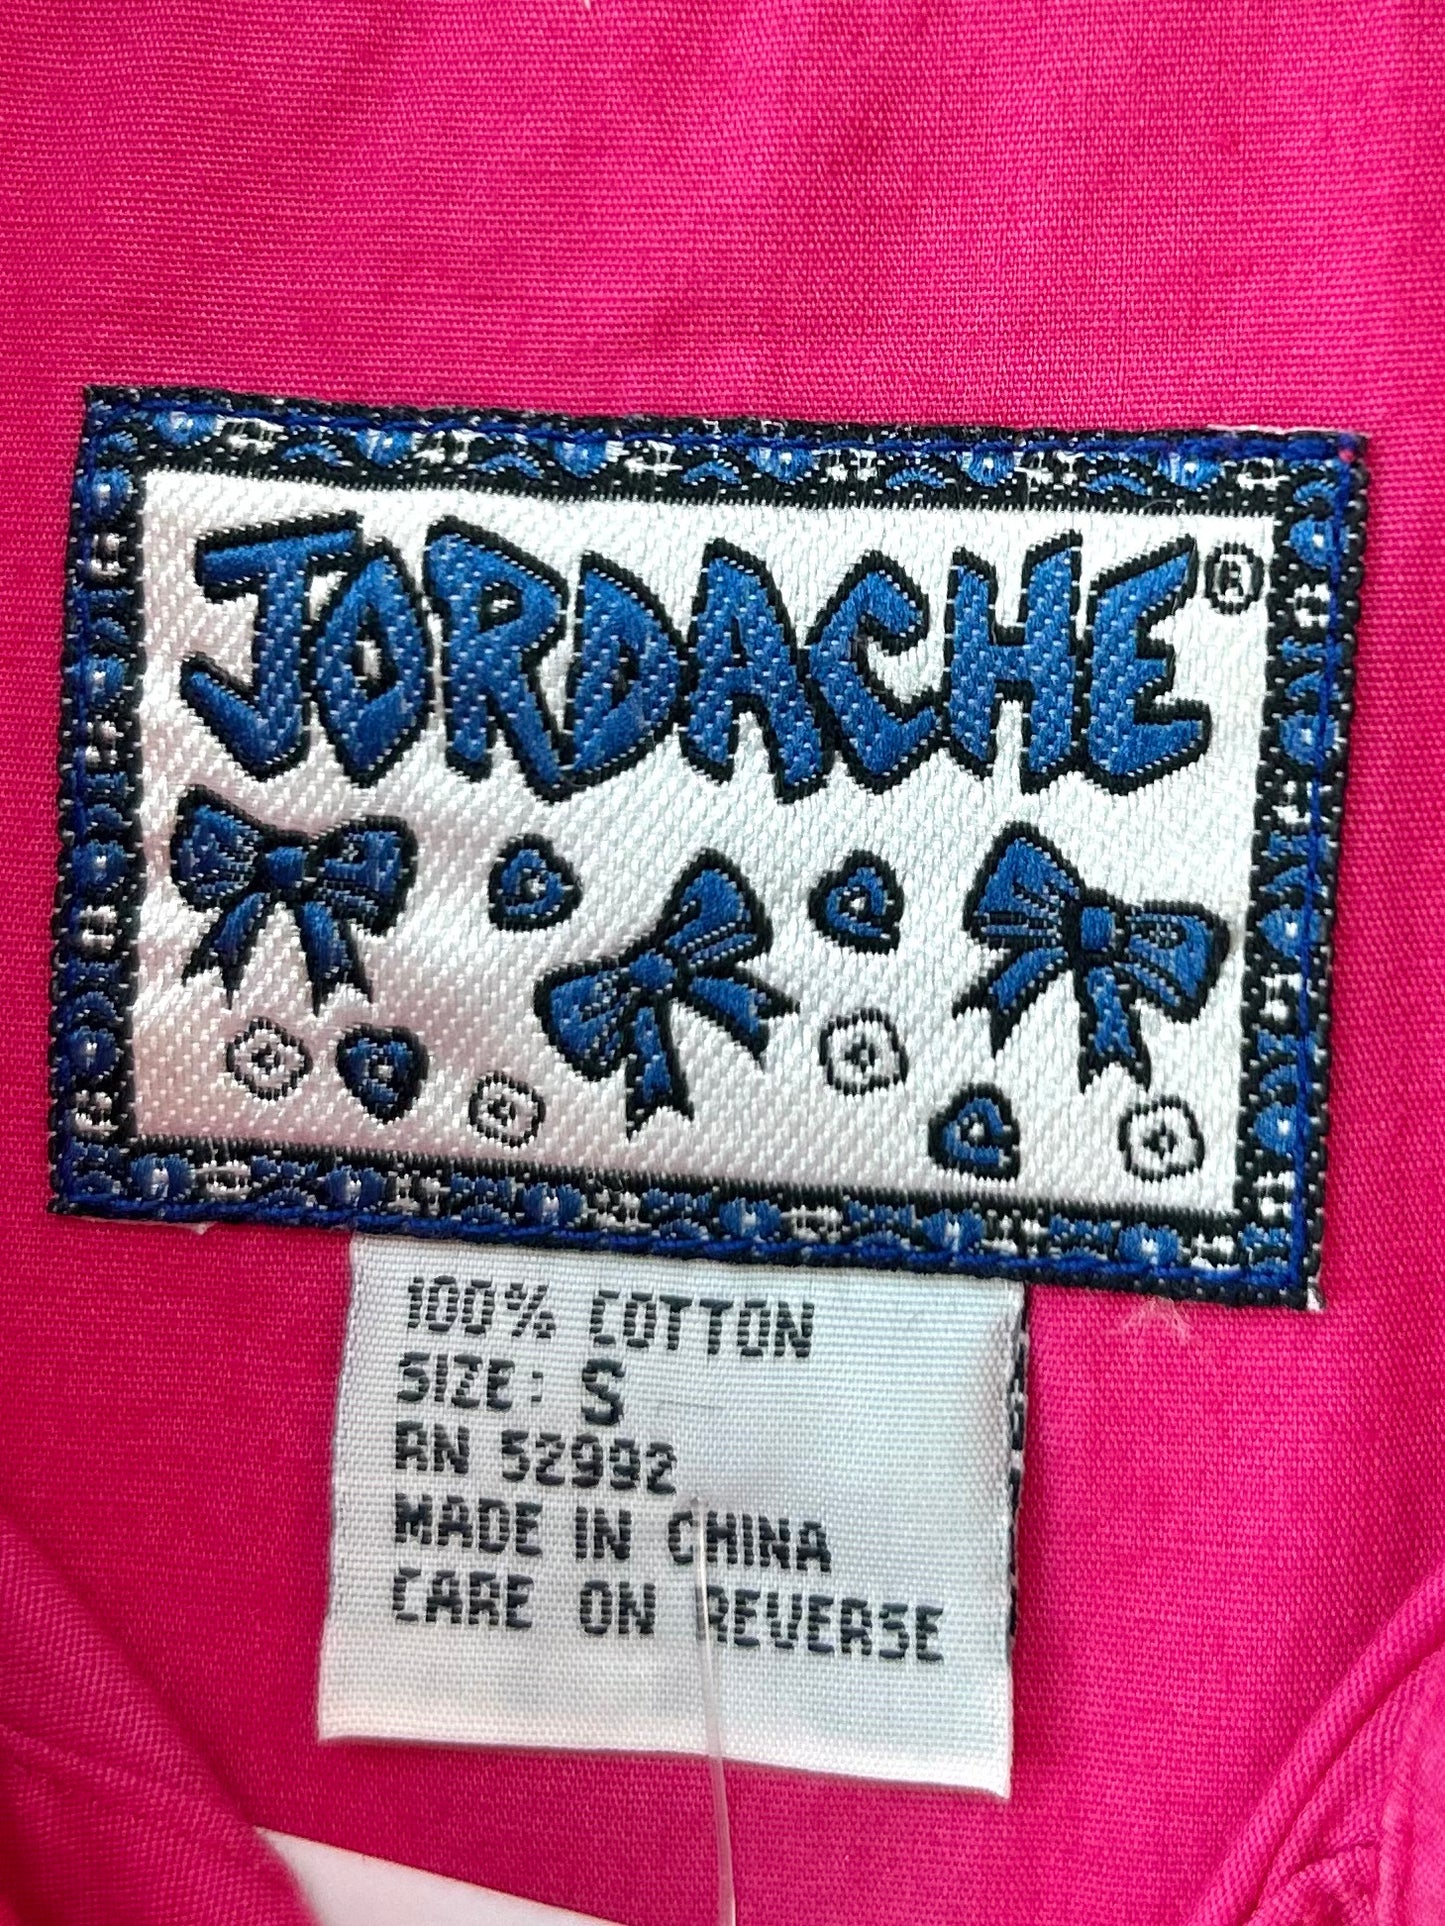 JORDACHE®
100% COTTON
SIZE: S
RN 52992
MADE IN CHINA
CARE ON REVERSE